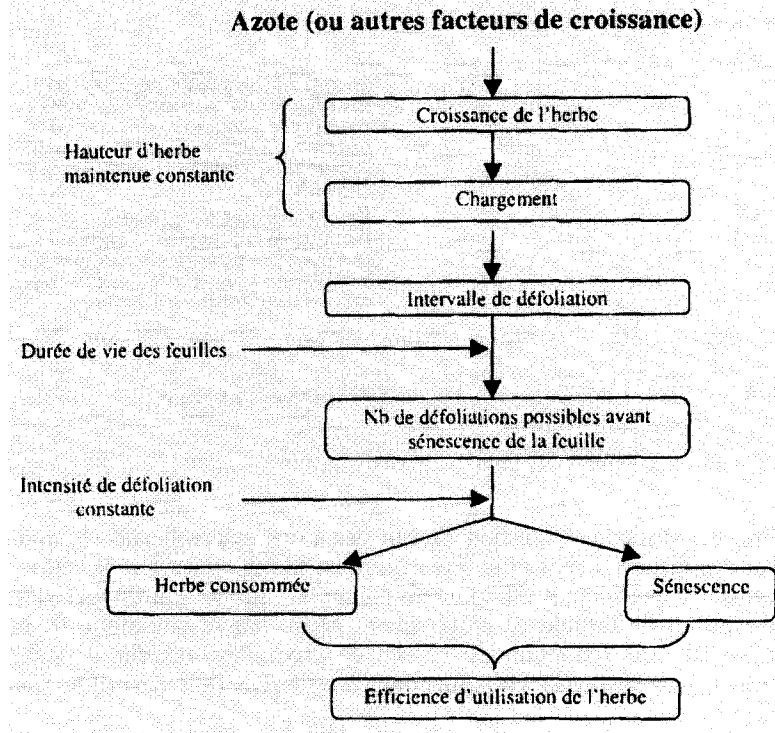 Azote (ou autres facteurs de croissance)
Croissance de l'herbe
Hauteur d'herbe
maintenue constante
Chargement
Intervalle de défoliation
Durée de vie des feuilles
Nb de défoliations possibles avant
sénescence de la feuille
Intensité de défoliation
constante
Herbe consommée
Sénescence
Efficience d'utilisation de l'herbe